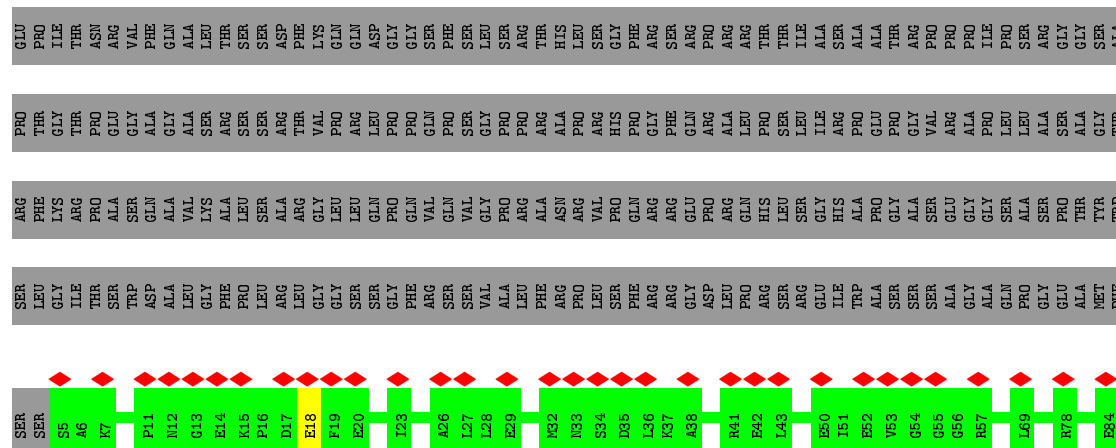 GLU PRO ILE THR ASN ARG VAL PHE GLN ALA LEU THR SER SER ASP PHE LYS GLN GLN ASP GLY GLY SER PHE SER LEU SER ARG THR HIS LEU SER GLY PHE ARG SER ARG PRO ARG ARG THR THR ILE ALA SER ALA ALA THR ARG PRO PRO PRO ILE PRO SER ARG GLY GLY SER
PRO THR GLY THR PRO GLU GLY ALA GLY ALA SER ARG SER SER ARG THR VAL PRO ARG LEU PRO PRO GLN PRO SER GLY PRO PRO ARG ALA PRO ARG HIS PRO GLY PHE GLN ARG ALA LEU PRO SER LEU ILE ARG PRO GLU PRO GLY VAL ARG ALA PRO LEU LEU ALA SER ALA GLY
ARG PHE LYS ARG PRO ALA SER GLN ALA VAL LYS ALA LEU SER ALA ARG GLY LEU LEU GLN PRO GLN VAL GLN VAL GLY PRO ARG ALA ASN ARG VAL PRO GLN ARG ARG GLU PRO ARG GLN HIS LEU SER GLY HIS ALA PRO GLY ALA SER GLU GLY GLY SER ALA SER PRO THR TYR
SER LEU GLY ILE THR SER TRP ASP ALA LEU GLY PHE PRO LEU ARG LEU GLY GLY SER SER GLY PHE ARG SER SER VAL ALA LEU PHE ARG PRO LEU SER PHE ARG ARG GLY ASP LEU PRO ARG SER ARG GLU ILE TRP ALA SER SER SER ALA GLY ALA GLN PRO GLY GLU ALA MET
SER SER S5 A6 K7 P11 N12 G13 E14 K15 P16 D17 E18 F19 E20 I23 A26 L27 L28 E29 M32 N33 S34 D35 L36 K37 A38 R41 E42 L43 E50 I51 E52 V53 G54 G55 G56 R57 L69 R78 E84